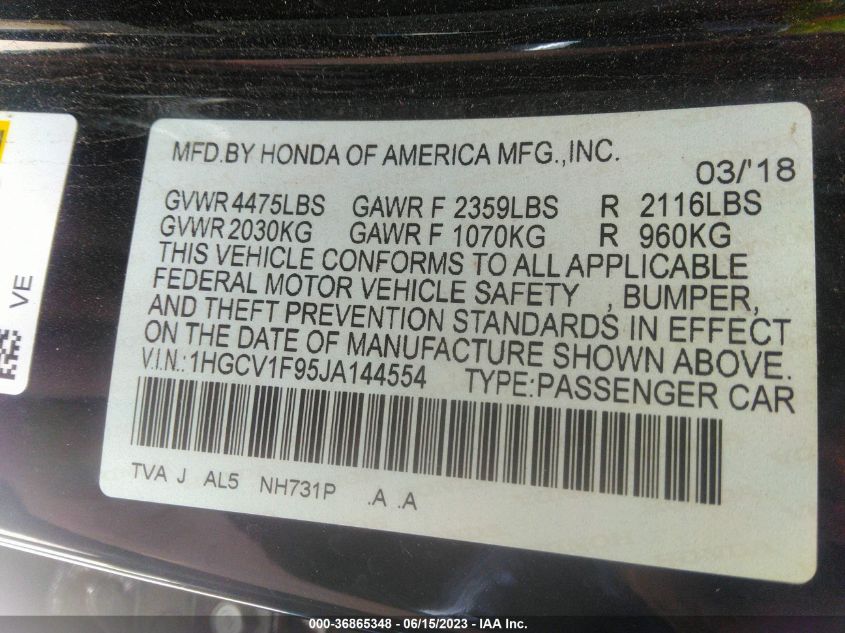 MFD.BY HONDA OF AMERICA MFG.,INC.
03/'18
GVWR 4475LBS GAWR F 2359LBS R 2116LBS
GVWR 2030KG GAWR F 1070KG R 960KG
THIS VEHICLE CONFORMS TO ALL APPLICABLE
FEDERAL MOTOR VEHICLE SAFETY , BUMPER,
AND THEFT PREVENTION STANDARDS IN EFFECT
ON THE DATE OF MANUFACTURE SHOWN ABOVE.
V.I.N.:1HGCV1F95JA144554 TYPE:PASSENGER CAR
TVA J AL5 NH731P .A .A
VE
000-36865348 - 06/15/2023 - IAA Inc.